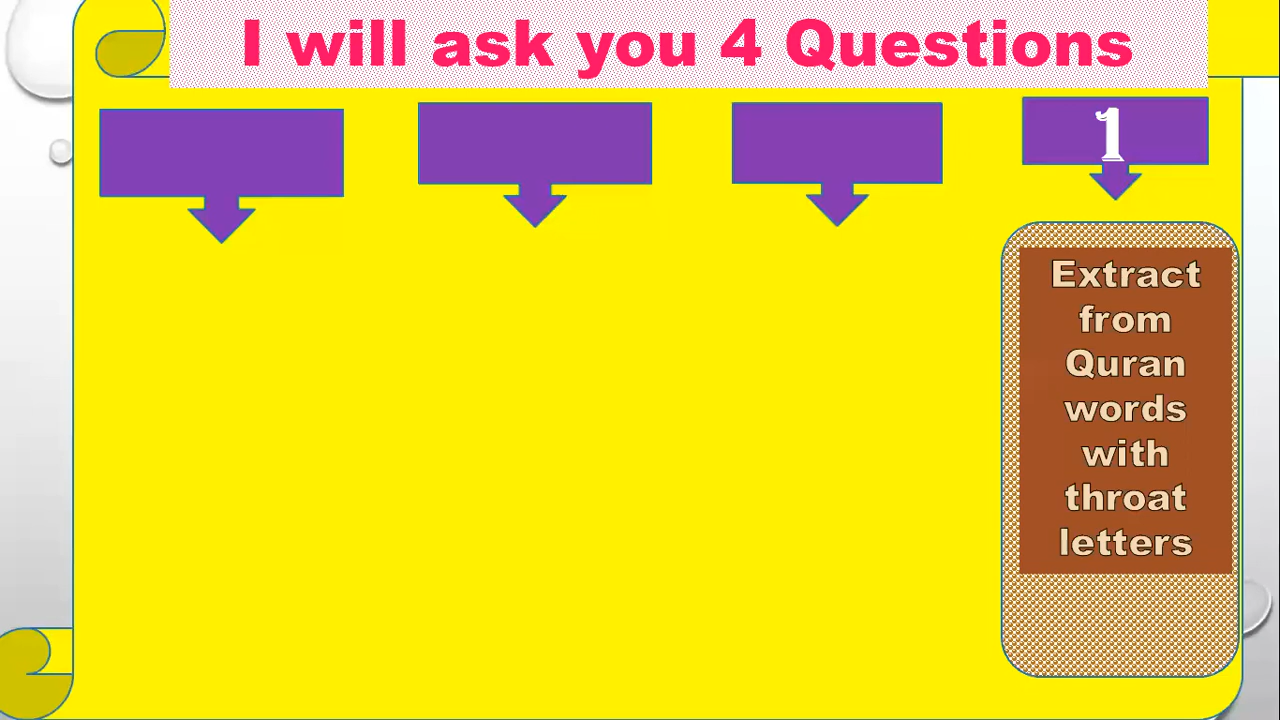 I will ask you 4 Questions
1
Extract
from
Quran
words
with
throat
letters